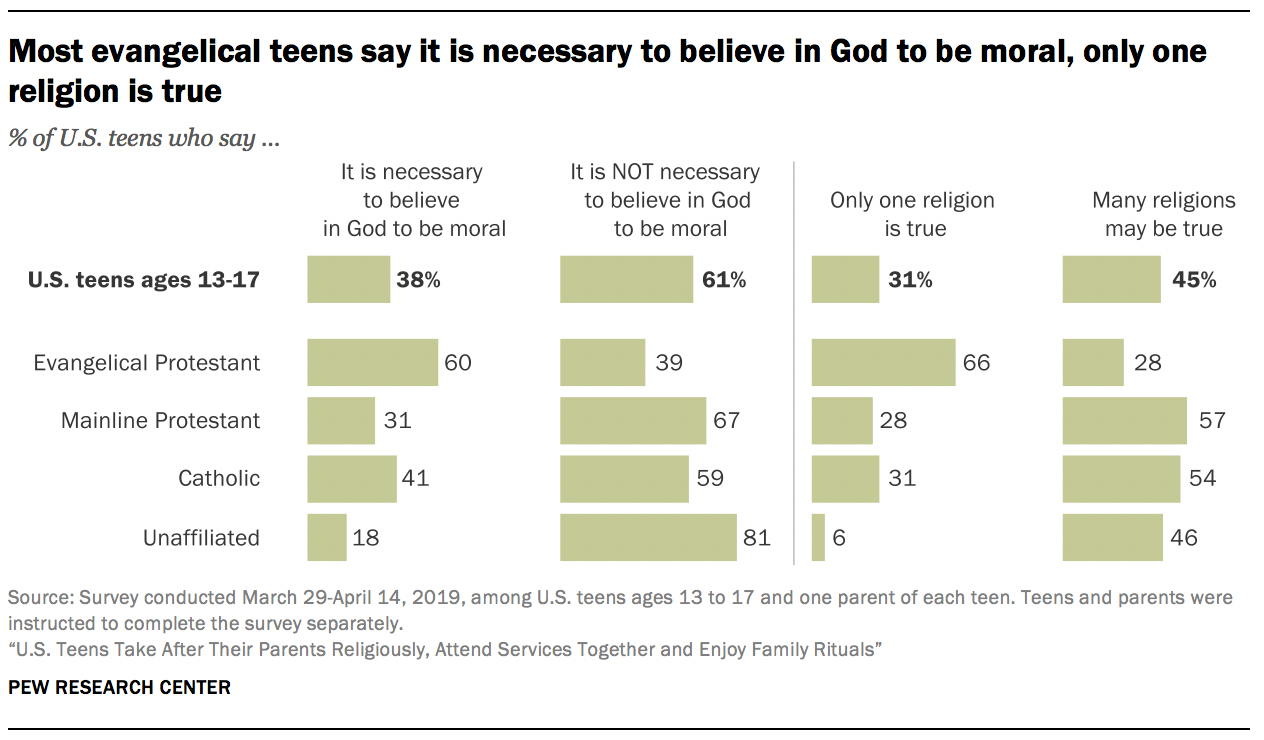 Most evangelical teens say it is necessary to believe in God to be moral, only one
religion is true
% of U.S. teens who say ...
It is necessary
to believe
in God to be moral
It is NOT necessary
to believe in God
to be moral
Only one religion
is true
Many religions
may be true
U.S. teens ages 13-17 38% 61% 31% 45%
Evangelical Protestant 60 39 66 28
Mainline Protestant 31 67 28 57
Catholic 41 59 31 54
Unaffiliated 18 81 6 46
Source: Survey conducted March 29-April 14, 2019, among U.S. teens ages 13 to 17 and one parent of each teen. Teens and parents were
instructed to complete the survey separately.
“U.S. Teens Take After Their Parents Religiously, Attend Services Together and Enjoy Family Rituals”
PEW RESEARCH CENTER